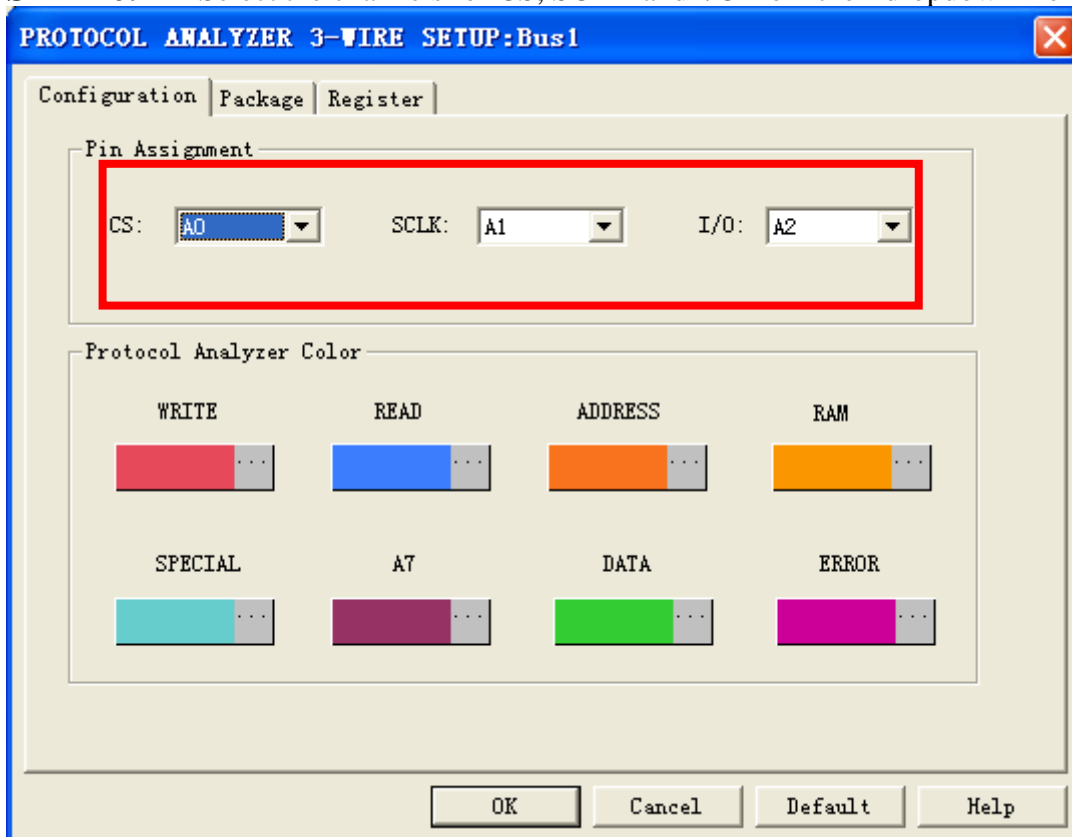 PROTOCOL ANALYZER 3-WIRE SETUP:Bus1
Configuration Package Register
Pin Assignment
CS: A0 SCLK: A1 I/O: A2
Protocol Analyzer Color
WRITE READ ADDRESS RAM
... ... ... ...
SPECIAL A7 DATA ERROR
... ... ... ...
OK Cancel Default Help